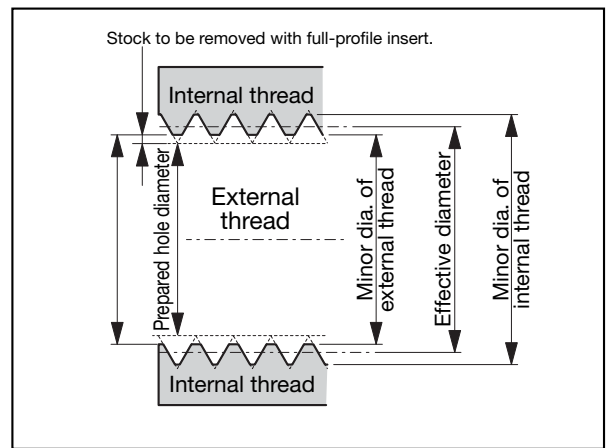 Stock to be removed with full-profile insert.
Internal thread
External
thread
Prepared hole diameter
Minor dia. of
external thread
Effective diameter
Minor dia. of
internal thread
Internal thread